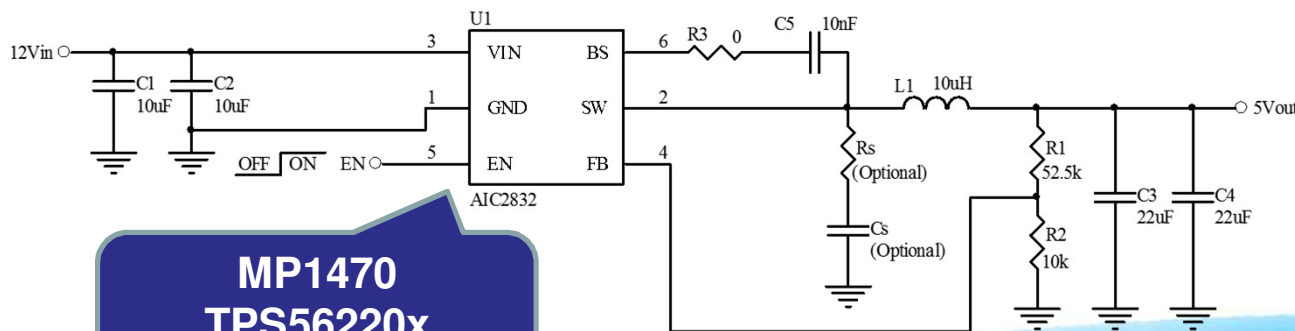 U1
12Vin
3
VIN
BS
6
R3
0
C5
10nF
C1
10uF
C2
10uF
1
GND
SW
2
L1
10uH
5Vout
OFF
ON
EN
5
EN
FB
4
AIC2832
Rs
(Optional)
Cs
(Optional)
R1
52.5k
R2
10k
C3
22uF
C4
22uF
MP1470
TPS56220x